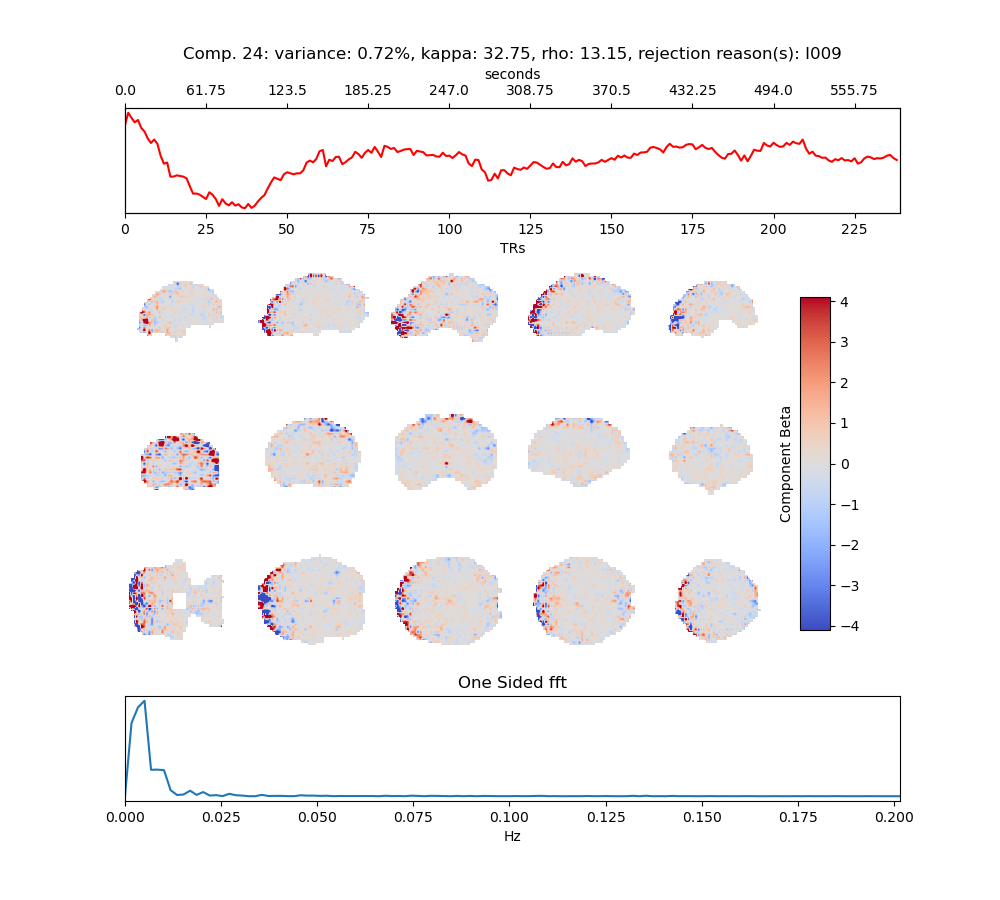 Comp. 24: variance: 0.72%, kappa: 32.75, rho: 13.15, rejection reason(s): I009
seconds
0.0 61.75 123.5 185.25 247.0 308.75 370.5 432.25 494.0 555.75
0 25 50 75 100 125 150 175 200 225
TRs
4
3
2
1
0
−1
−2
−3
−4
Component Beta
One Sided fft
0.000 0.025 0.050 0.075 0.100 0.125 0.150 0.175 0.200
Hz